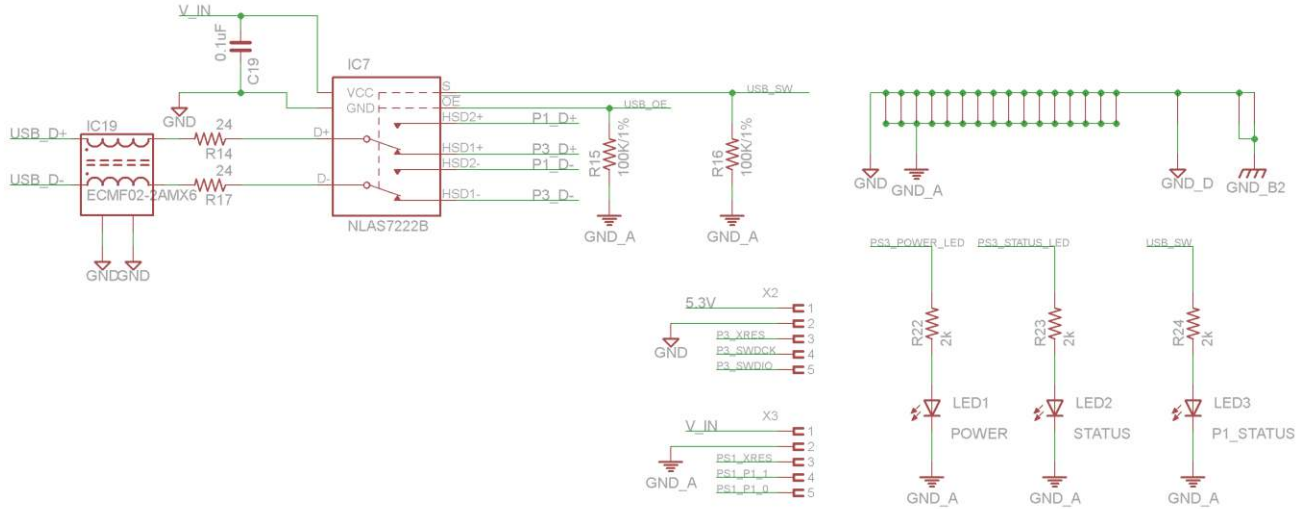 V_IN
0.1uF
C19
GND
IC7
VCC
GND
S
OE
HSD2+
HSD1+
HSD2-
HSD1-
D+
D-
NLAS7222B
USB_SW
USB_OE
P1_D+
P3_D+
P1_D-
P3_D-
USB_D+
USB_D-
IC19
ECMF02-2AMX6
GND
GND
24
R14
24
R17
R15
100K/1%
GND_A
R16
100K/1%
GND_A
GND
GND_A
GND_D
GND_B2
X2
5.3V
1
2
GND
P3_XRES
3
P3_SWDCK
4
P3_SWDIO
5
X3
V_IN
1
2
GND_A
PS1_XRES
3
PS1_P1_1
4
PS1_P1_0
5
PS3_POWER_LED
R22
2k
LED1
POWER
GND_A
PS3_STATUS_LED
R23
2k
LED2
STATUS
GND_A
USB_SW
R24
2k
LED3
P1_STATUS
GND_A